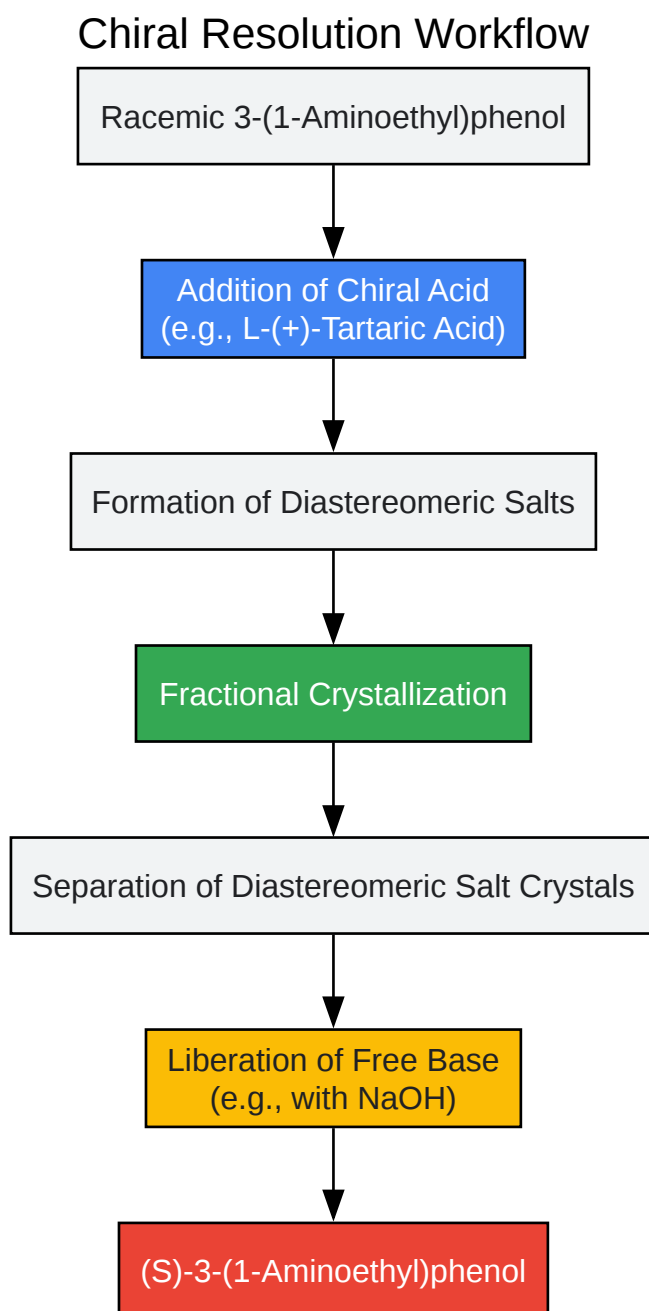 Chiral Resolution Workflow
Racemic 3-(1-Aminoethyl)phenol
Addition of Chiral Acid
(e.g., L-(+)-Tartaric Acid)
Formation of Diastereomeric Salts
Fractional Crystallization
Separation of Diastereomeric Salt Crystals
Liberation of Free Base
(e.g., with NaOH)
(S)-3-(1-Aminoethyl)phenol